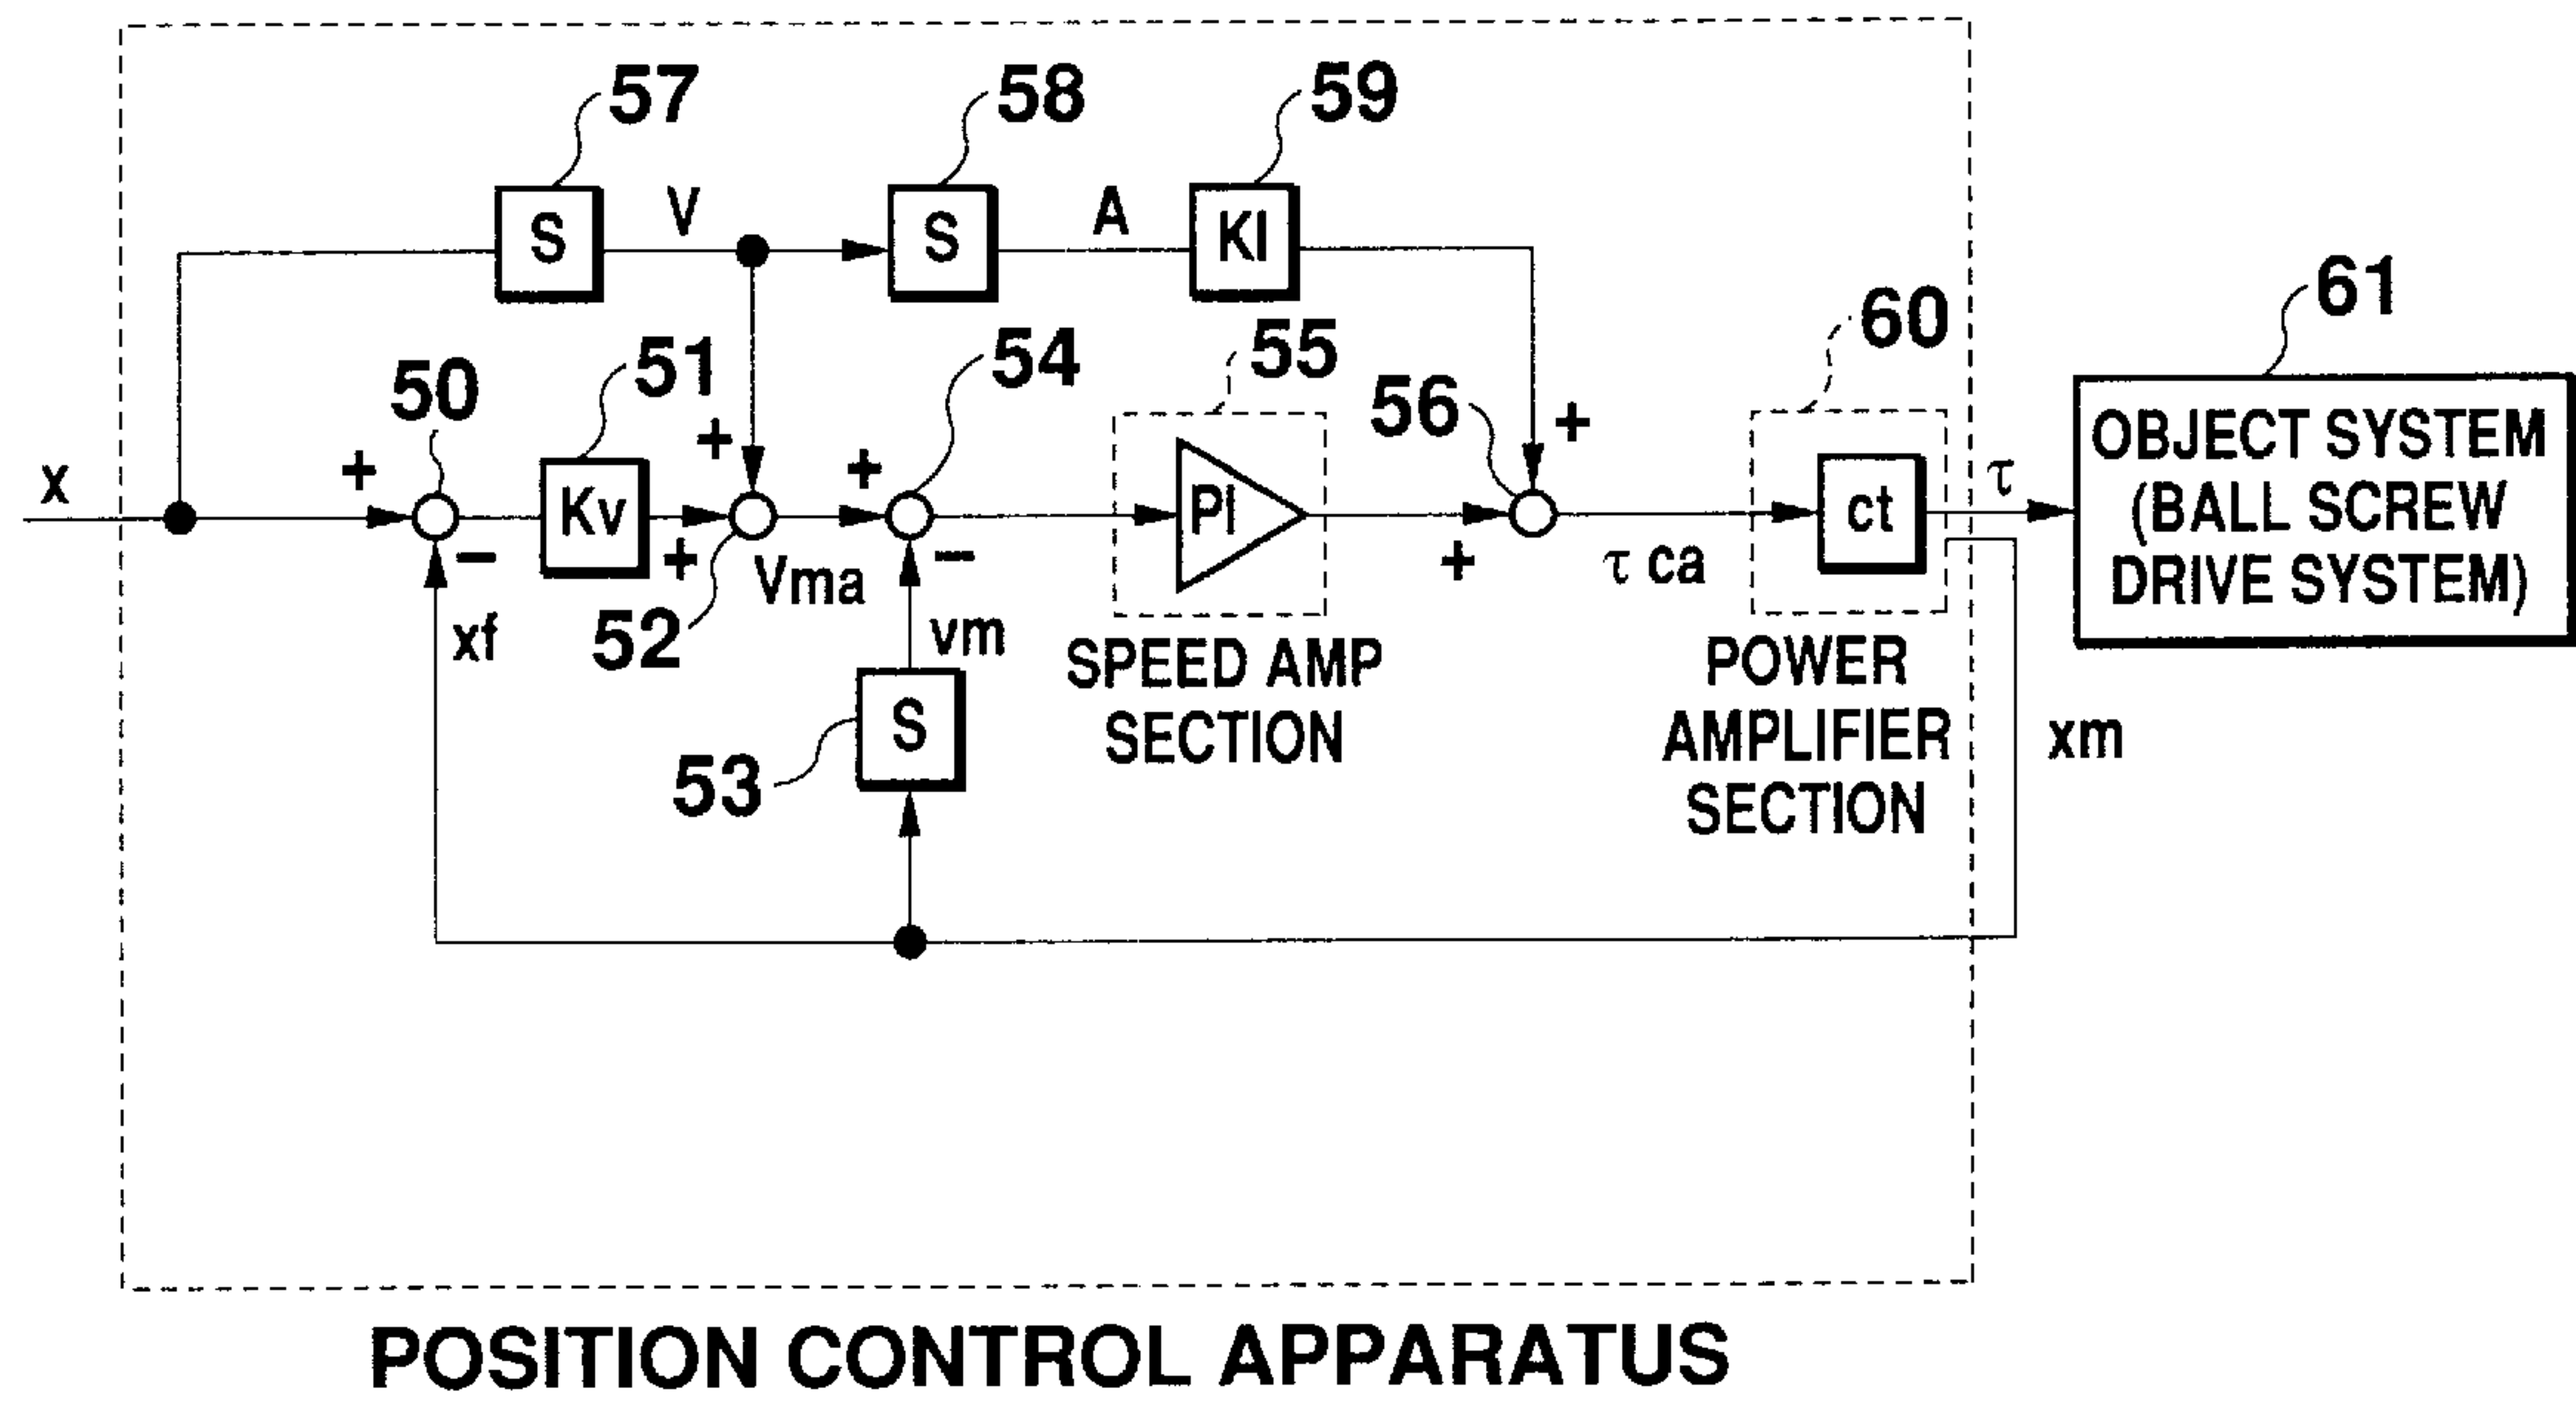 57
58
59
S
V
S
A
KI
61
60
50
51
54
55
56
OBJECT SYSTEM
(BALL SCREW
DRIVE SYSTEM)
x
+
+
+
+
τ
Kv
PI
ct
−
+
Vma
−
+
τ ca
xf
52
vm
SPEED AMP
SECTION
POWER
AMPLIFIER
SECTION
S
53
xm
POSITION CONTROL APPARATUS